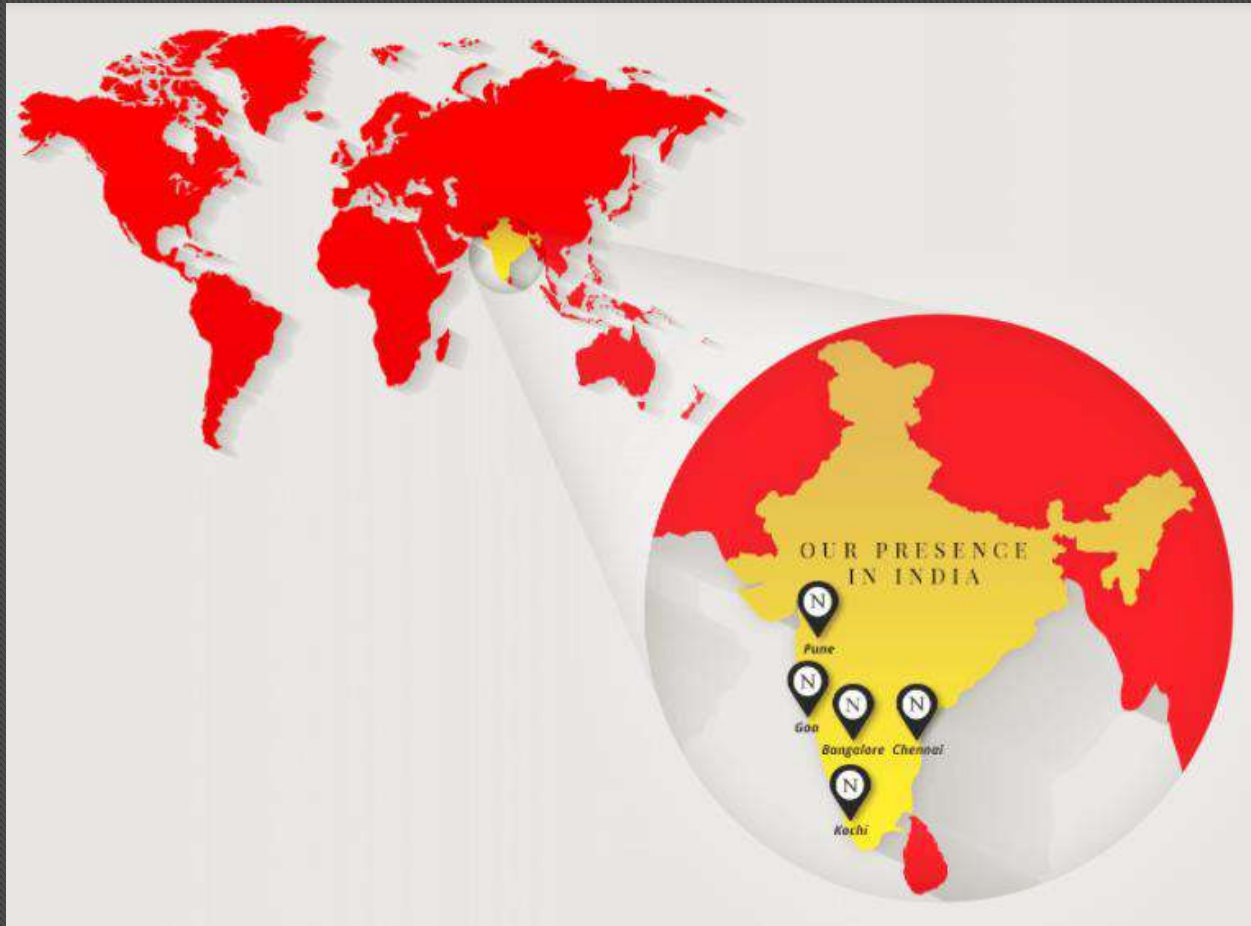 OUR PRESENCE
IN INDIA
N
Pune
N
Goa
N
Bangalore
N
Chennai
N
Kochi